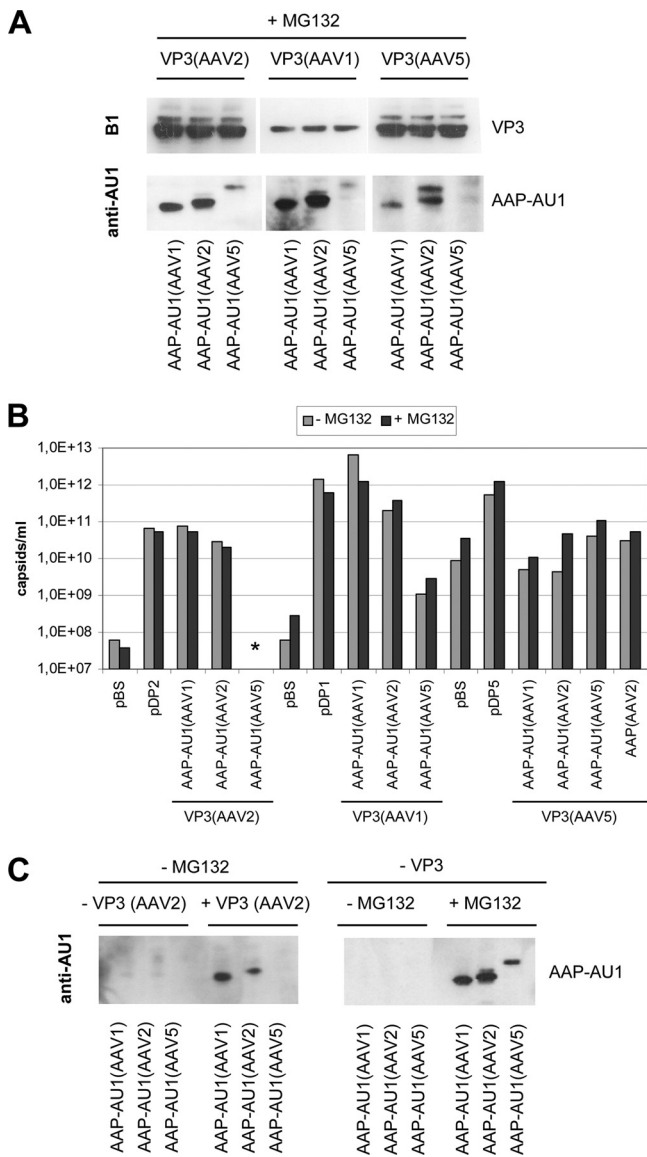 A
+ MG132
VP3(AAV2) VP3(AAV1) VP3(AAV5)
B1
VP3
anti-AU1
AAP-AU1
AAP-AU1(AAV1)
AAP-AU1(AAV2)
AAP-AU1(AAV5)
AAP-AU1(AAV1)
AAP-AU1(AAV2)
AAP-AU1(AAV5)
AAP-AU1(AAV1)
AAP-AU1(AAV2)
AAP-AU1(AAV5)
B
- MG132 + MG132
capsids/ml
1,0E+13
1,0E+12
1,0E+11
1,0E+10
1,0E+09
1,0E+08
1,0E+07
*
pBS
pDP2
AAP-AU1(AAV1)
AAP-AU1(AAV2)
AAP-AU1(AAV5)
pBS
pDP1
AAP-AU1(AAV1)
AAP-AU1(AAV2)
AAP-AU1(AAV5)
pBS
pDP5
AAP-AU1(AAV1)
AAP-AU1(AAV2)
AAP-AU1(AAV5)
AAP(AAV2)
VP3(AAV2) VP3(AAV1) VP3(AAV5)
C
- MG132 - VP3
- VP3 (AAV2) + VP3 (AAV2) - MG132 + MG132
anti-AU1
AAP-AU1
AAP-AU1(AAV1)
AAP-AU1(AAV2)
AAP-AU1(AAV5)
AAP-AU1(AAV1)
AAP-AU1(AAV2)
AAP-AU1(AAV5)
AAP-AU1(AAV1)
AAP-AU1(AAV2)
AAP-AU1(AAV5)
AAP-AU1(AAV1)
AAP-AU1(AAV2)
AAP-AU1(AAV5)